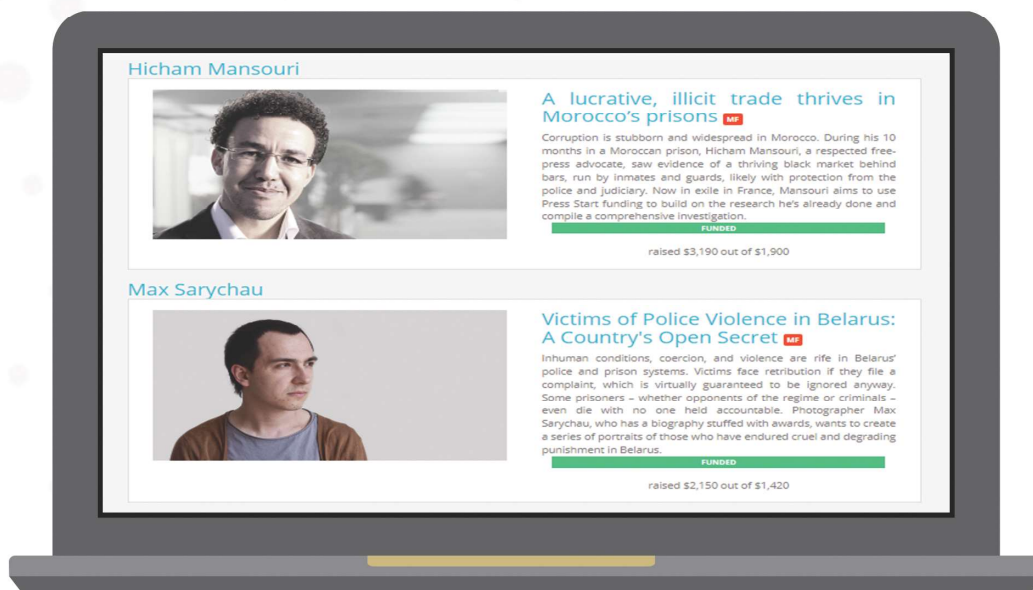 Hicham Mansouri
A lucrative, illicit trade thrives in
Morocco's prisons MF
Corruption is stubborn and widespread in Morocco. During his 10
months in a Moroccan prison, Hicham Mansouri, a respected free-
press advocate, saw evidence of a thriving black market behind
bars, run by inmates and guards, likely with protection from the
police and judiciary. Now in exile in France, Mansouri aims to use
Press Start funding to build on the research he's already done and
compile a comprehensive investigation.
FUNDED
raised $3,190 out of $1,900
Max Sarychau
Victims of Police Violence in Belarus:
A Country's Open Secret MF
Inhuman conditions, coercion, and violence are rife in Belarus'
police and prison systems. Victims face retribution if they file a
complaint, which is virtually guaranteed to be ignored anyway.
Some prisoners – whether opponents of the regime or criminals –
even die with no one held accountable. Photographer Max
Sarychau, who has a biography stuffed with awards, wants to create
a series of portraits of those who have endured cruel and degrading
punishment in Belarus.
FUNDED
raised $2,150 out of $1,420